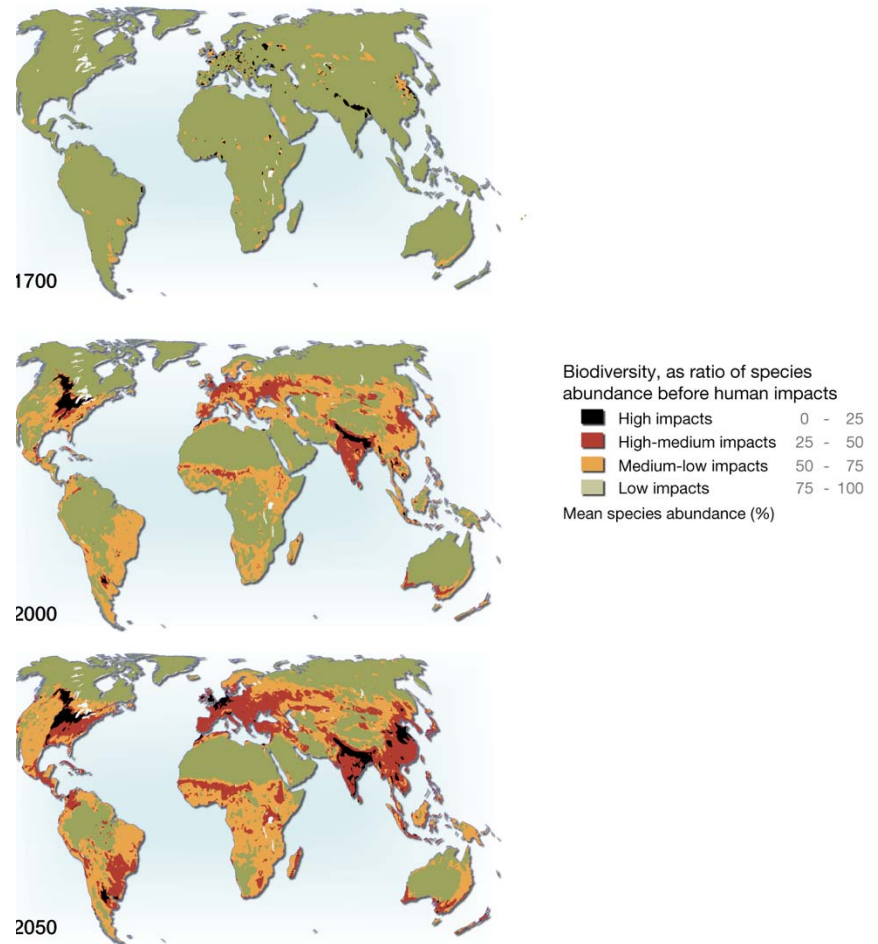 1700
2000
2050
Biodiversity, as ratio of species
abundance before human impacts
High impacts 0 - 25
High-medium impacts 25 - 50
Medium-low impacts 50 - 75
Low impacts 75 - 100
Mean species abundance (%)